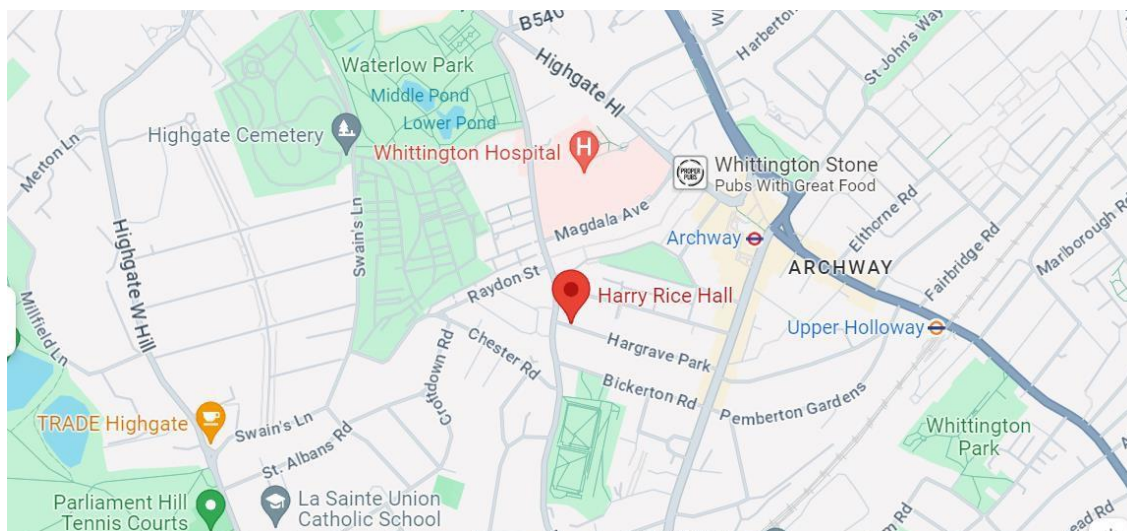 B540
Waterlow Park
Middle Pond
Lower Pond
Highgate Hl
Harberton
St John's Way
Highgate Cemetery
Merton Ln
Whittington Hospital
H
PROPER
PUBS
Whittington Stone
Pubs With Great Food
Magdala Ave
Elthorne Rd
Fairbridge Rd
Marlborough Rd
Highgate W Hill
Swain's Ln
Archway
ARCHWAY
Raydon St
Harry Rice Hall
Millfield Ln
Upper Holloway
Chester Rd
Croftdown Rd
Hargrave Park
Bickerton Rd
Pemberton Gardens
TRADE Highgate
Swain's Ln
St. Albans Rd
Whittington
Park
Parliament Hill
Tennis Courts
La Sainte Union
Catholic School
ead Rd